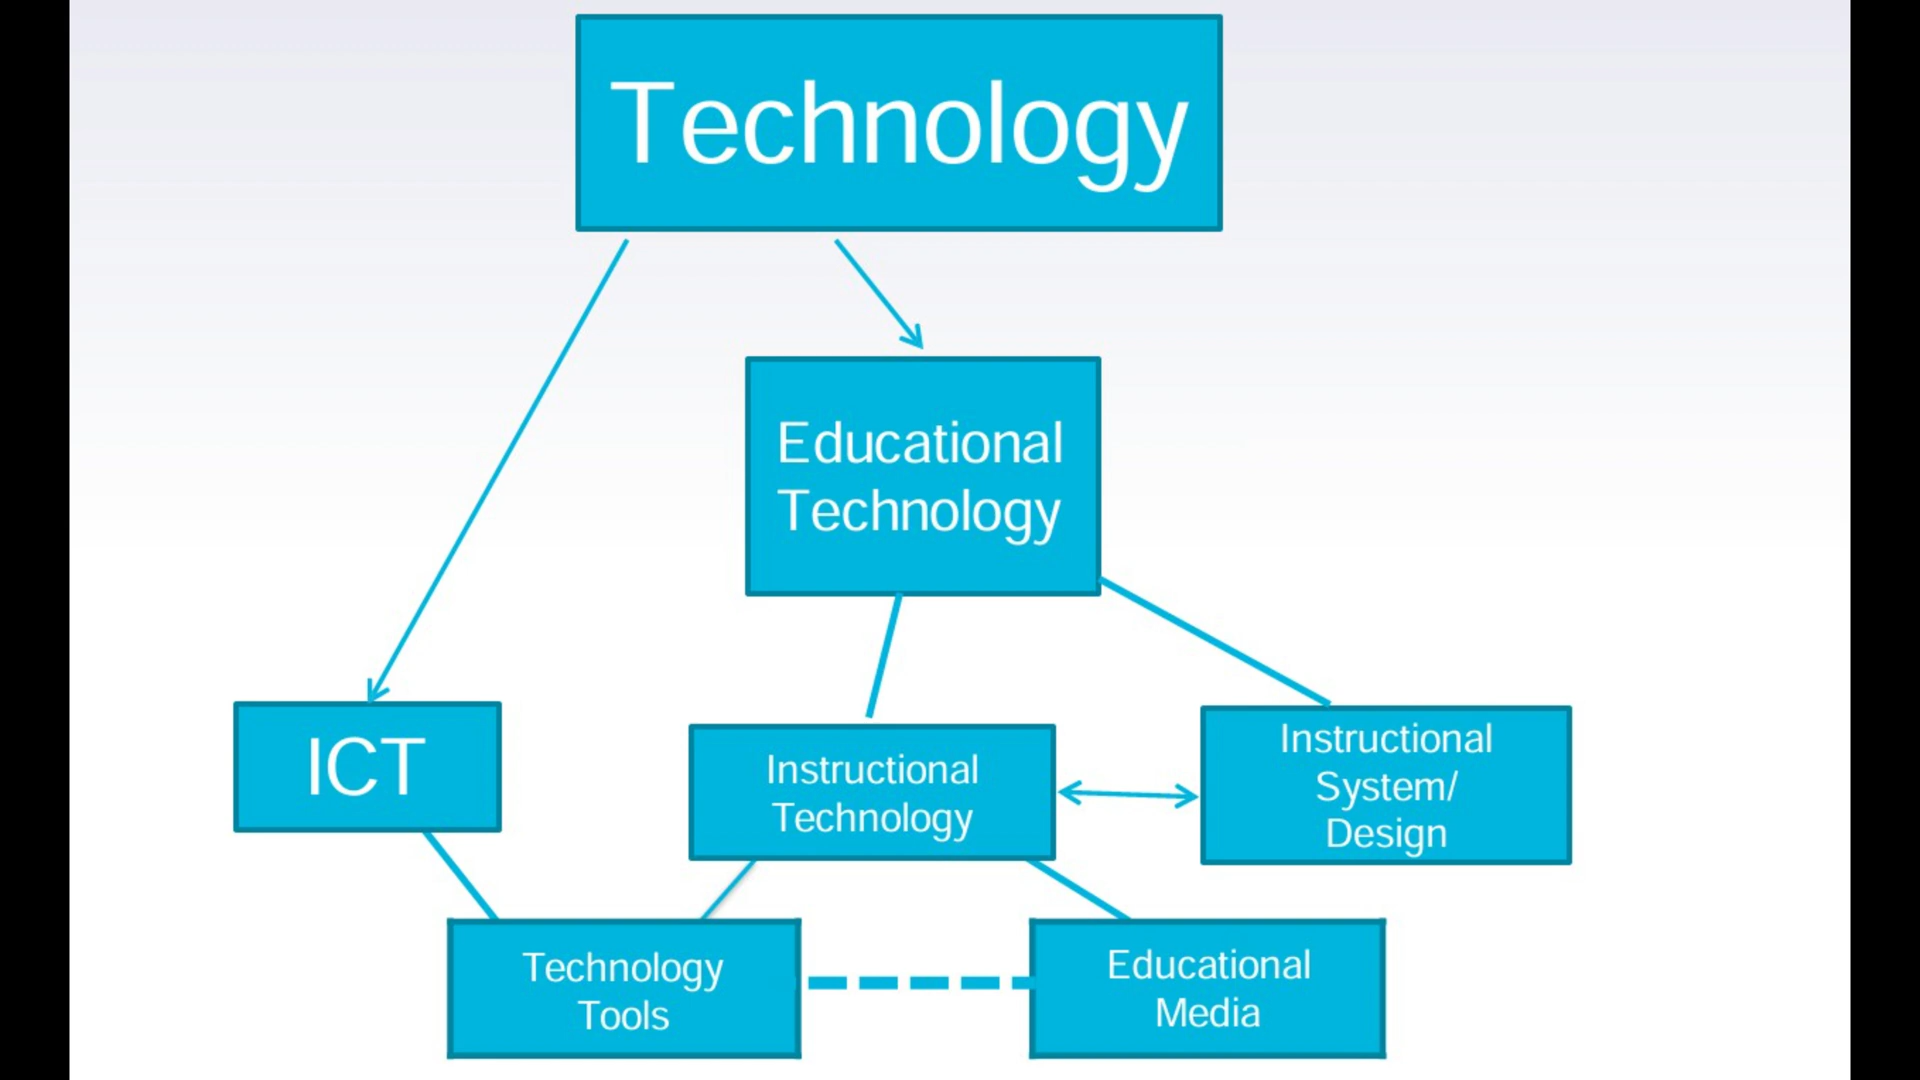 Technology
Educational
Technology
ICT
Instructional
Technology
Instructional
System/
Design
Technology
Tools
Educational
Media